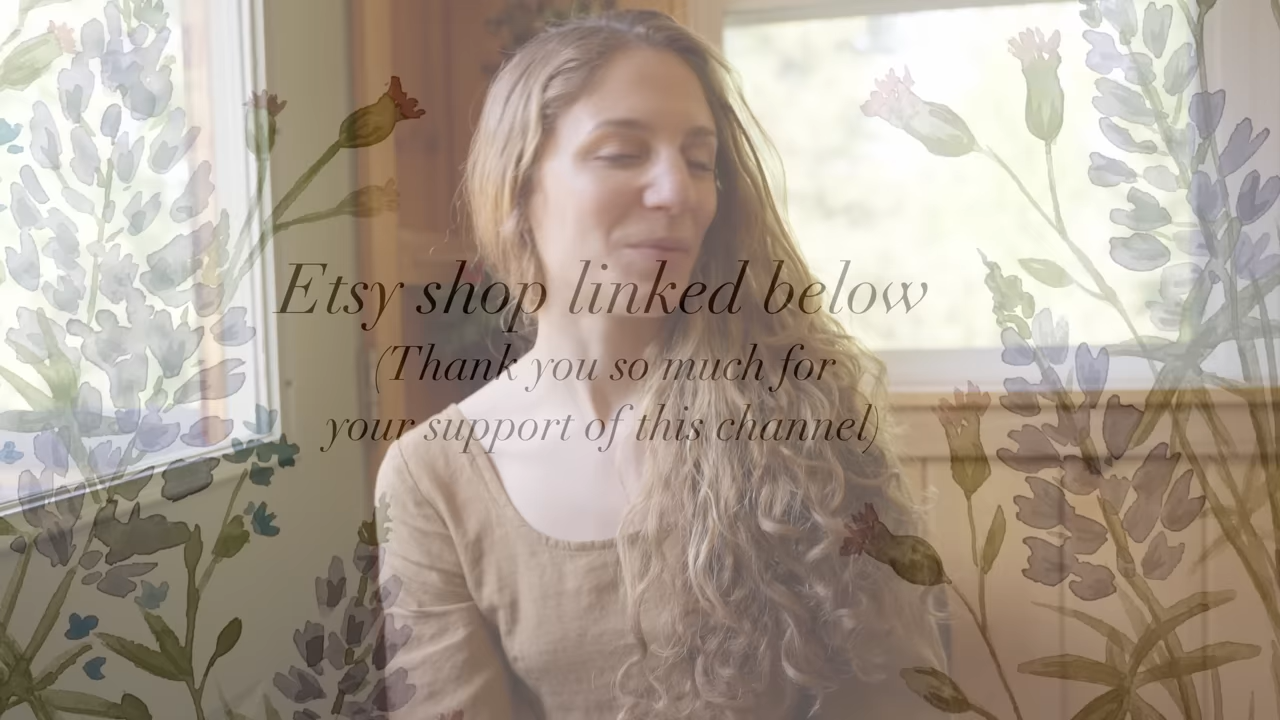 Etsy shop linked below
(Thank you so much for
your support of this channel)